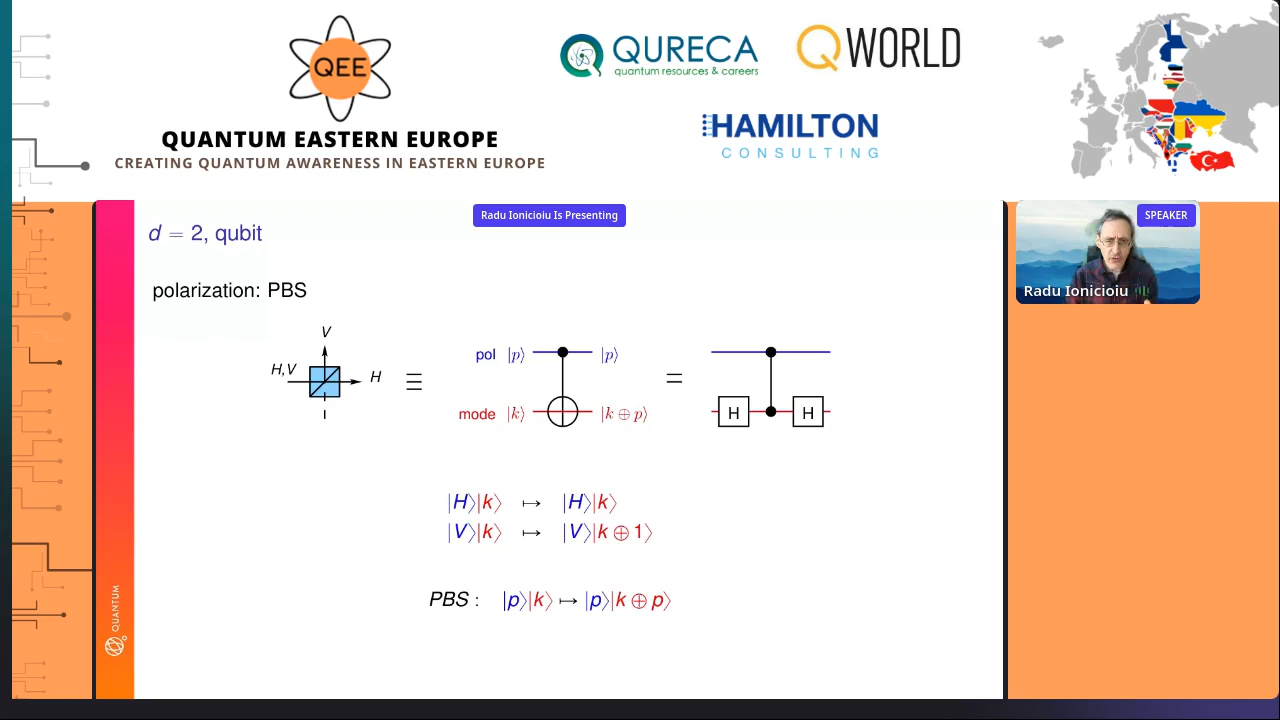 QEE
QUANTUM EASTERN EUROPE
CREATING QUANTUM AWARENESS IN EASTERN EUROPE
QURECA
quantum resources & careers
QWORLD
HAMILTON
CONSULTING
Radu Ionicioiu Is Presenting
SPEAKER
Radu Ionicioiu
d = 2, qubit
polarization: PBS
V
H,V
H
≡
pol |p⟩ |p⟩
mode |k⟩ |k ⊕ p⟩
=
H H
|H⟩|k⟩ ↦ |H⟩|k⟩
|V⟩|k⟩ ↦ |V⟩|k ⊕ 1⟩
PBS : |p⟩|k⟩ ↦ |p⟩|k ⊕ p⟩
QUANTUM